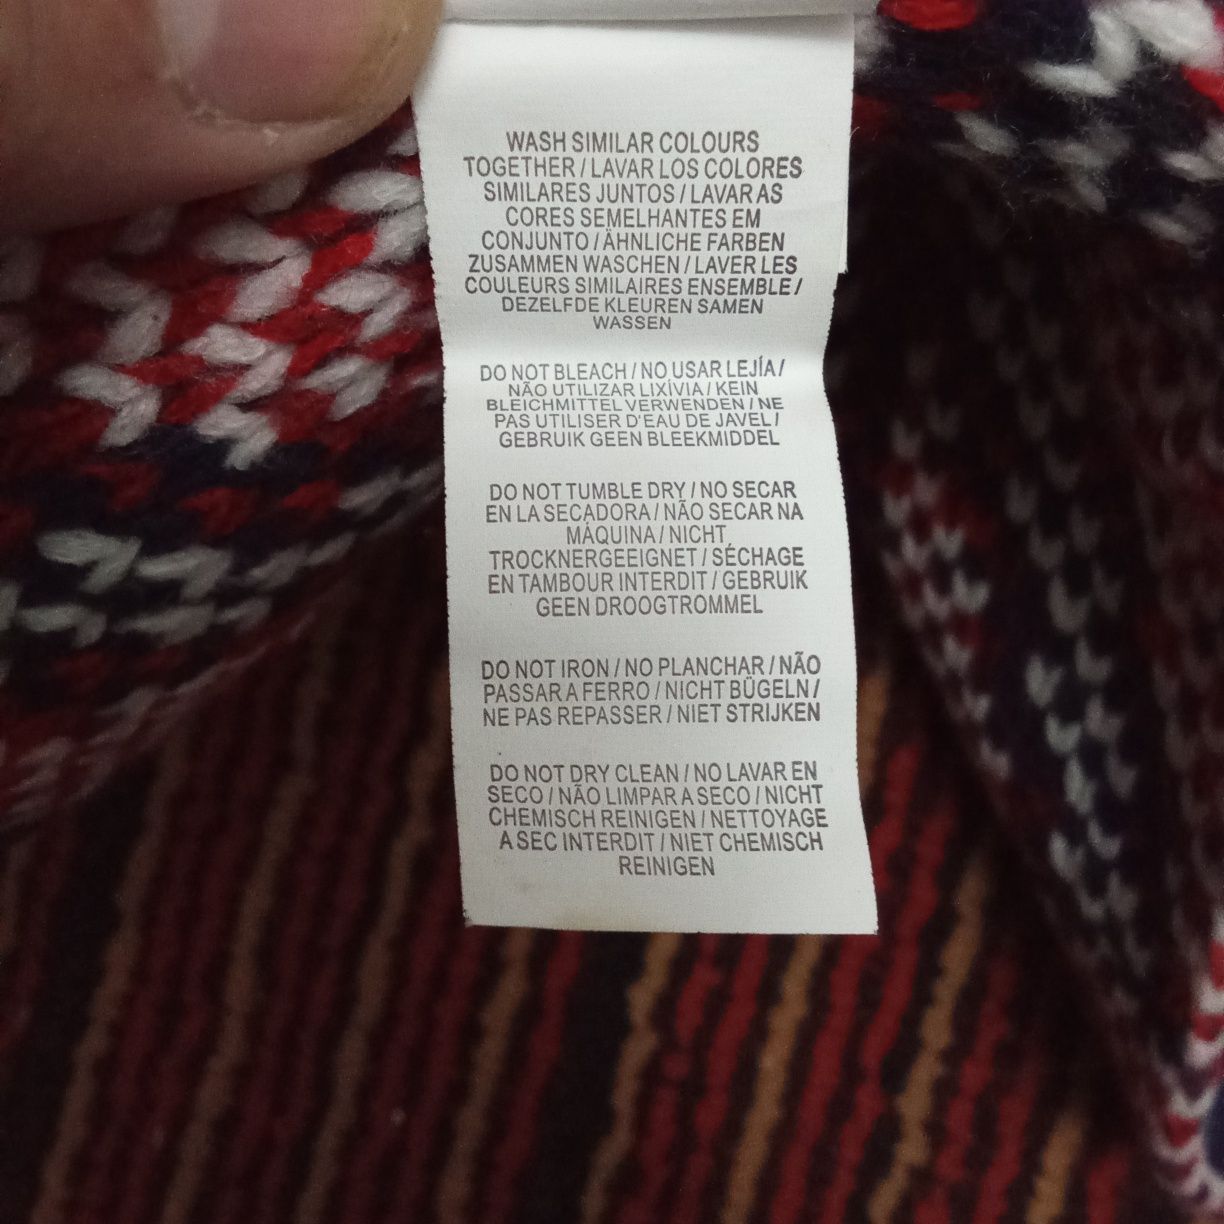 WASH SIMILAR COLOURS
TOGETHER / LAVAR LOS COLORES
SIMILARES JUNTOS / LAVAR AS
CORES SEMELHANTES EM
CONJUNTO / ÄHNLICHE FARBEN
ZUSAMMEN WASCHEN / LAVER LES
COULEURS SIMILAIRES ENSEMBLE /
DEZELFDE KLEUREN SAMEN
WASSEN
DO NOT BLEACH / NO USAR LEJÍA /
NÃO UTILIZAR LIXÍVIA / KEIN
BLEICHMITTEL VERWENDEN / NE
PAS UTILISER D'EAU DE JAVEL /
GEBRUIK GEEN BLEEKMIDDEL
DO NOT TUMBLE DRY / NO SECAR
EN LA SECADORA / NÃO SECAR NA
MÁQUINA / NICHT
TROCKNERGEEIGNET / SÉCHAGE
EN TAMBOUR INTERDIT / GEBRUIK
GEEN DROOGTROMMEL
DO NOT IRON / NO PLANCHAR / NÃO
PASSAR A FERRO / NICHT BÜGELN /
NE PAS REPASSER / NIET STRIJKEN
DO NOT DRY CLEAN / NO LAVAR EN
SECO / NÃO LIMPAR A SECO / NICHT
CHEMISCH REINIGEN / NETTOYAGE
A SEC INTERDIT / NIET CHEMISCH
REINIGEN